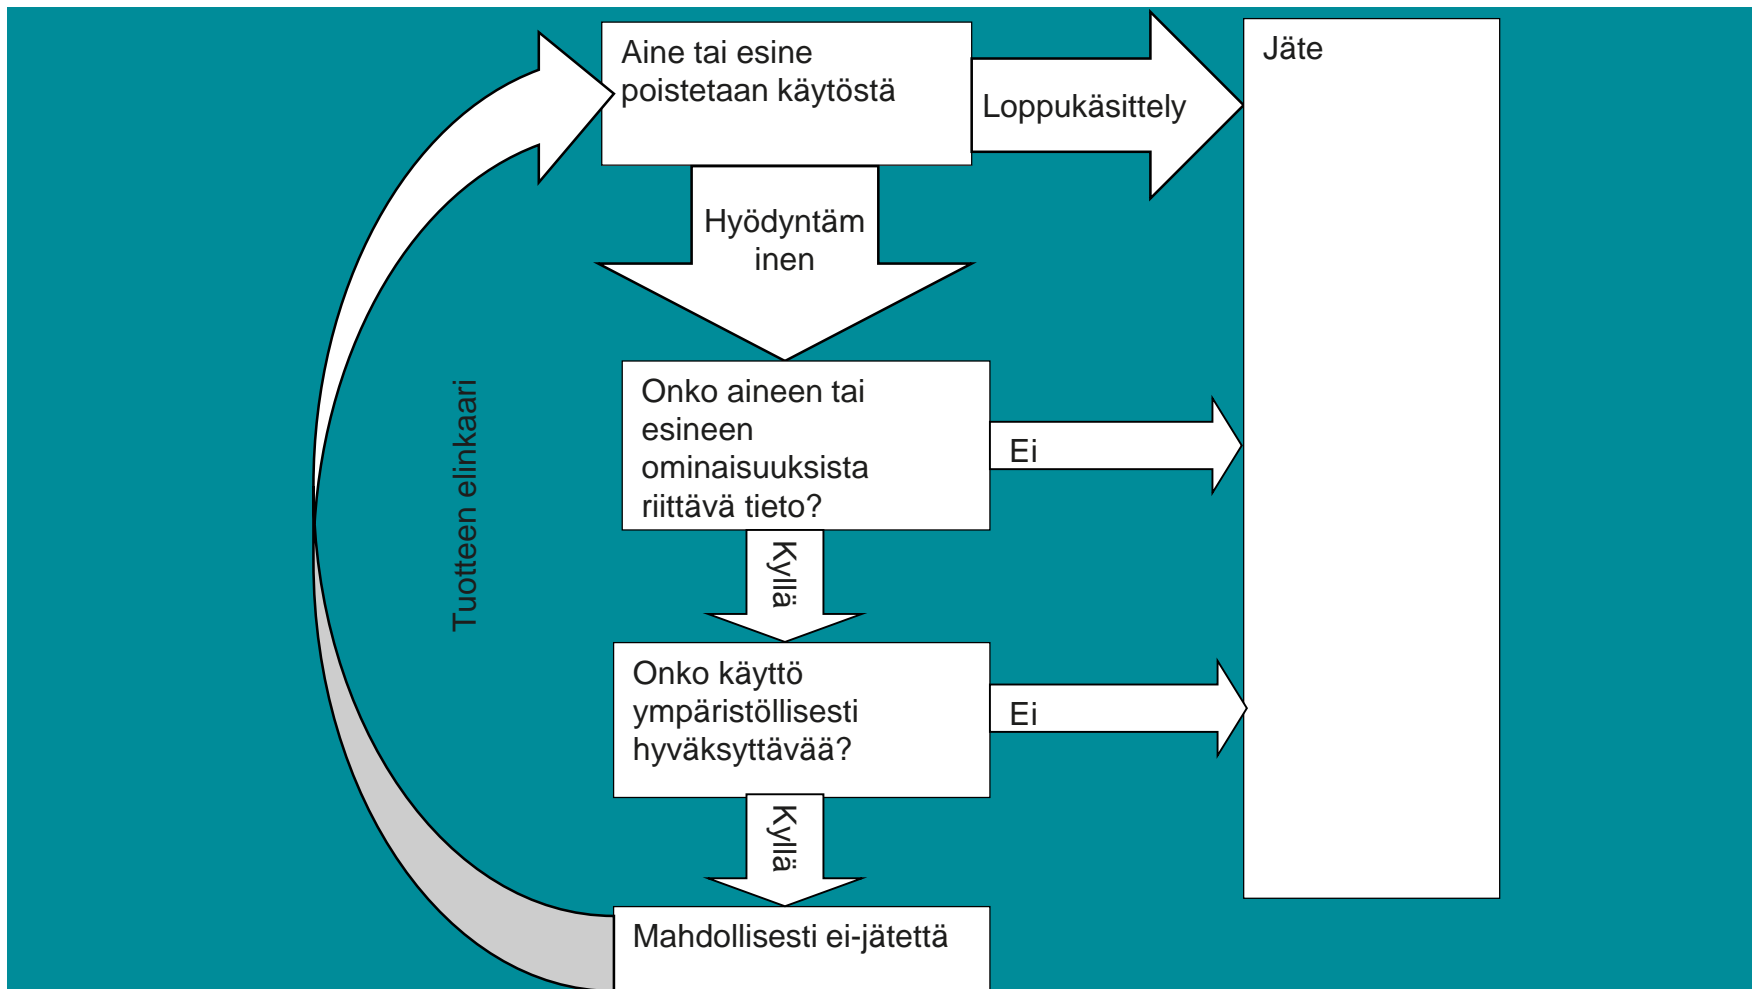 Aine tai esine
poistetaan käytöstä
Loppukäsittely
Jäte
Hyödyntäm
inen
Tuotteen elinkaari
Onko aineen tai
esineen
ominaisuuksista
riittävä tieto?
Ei
Kyllä
Onko käyttö
ympäristöllisesti
hyväksyttävää?
Ei
Kyllä
Mahdollisesti ei-jätettä